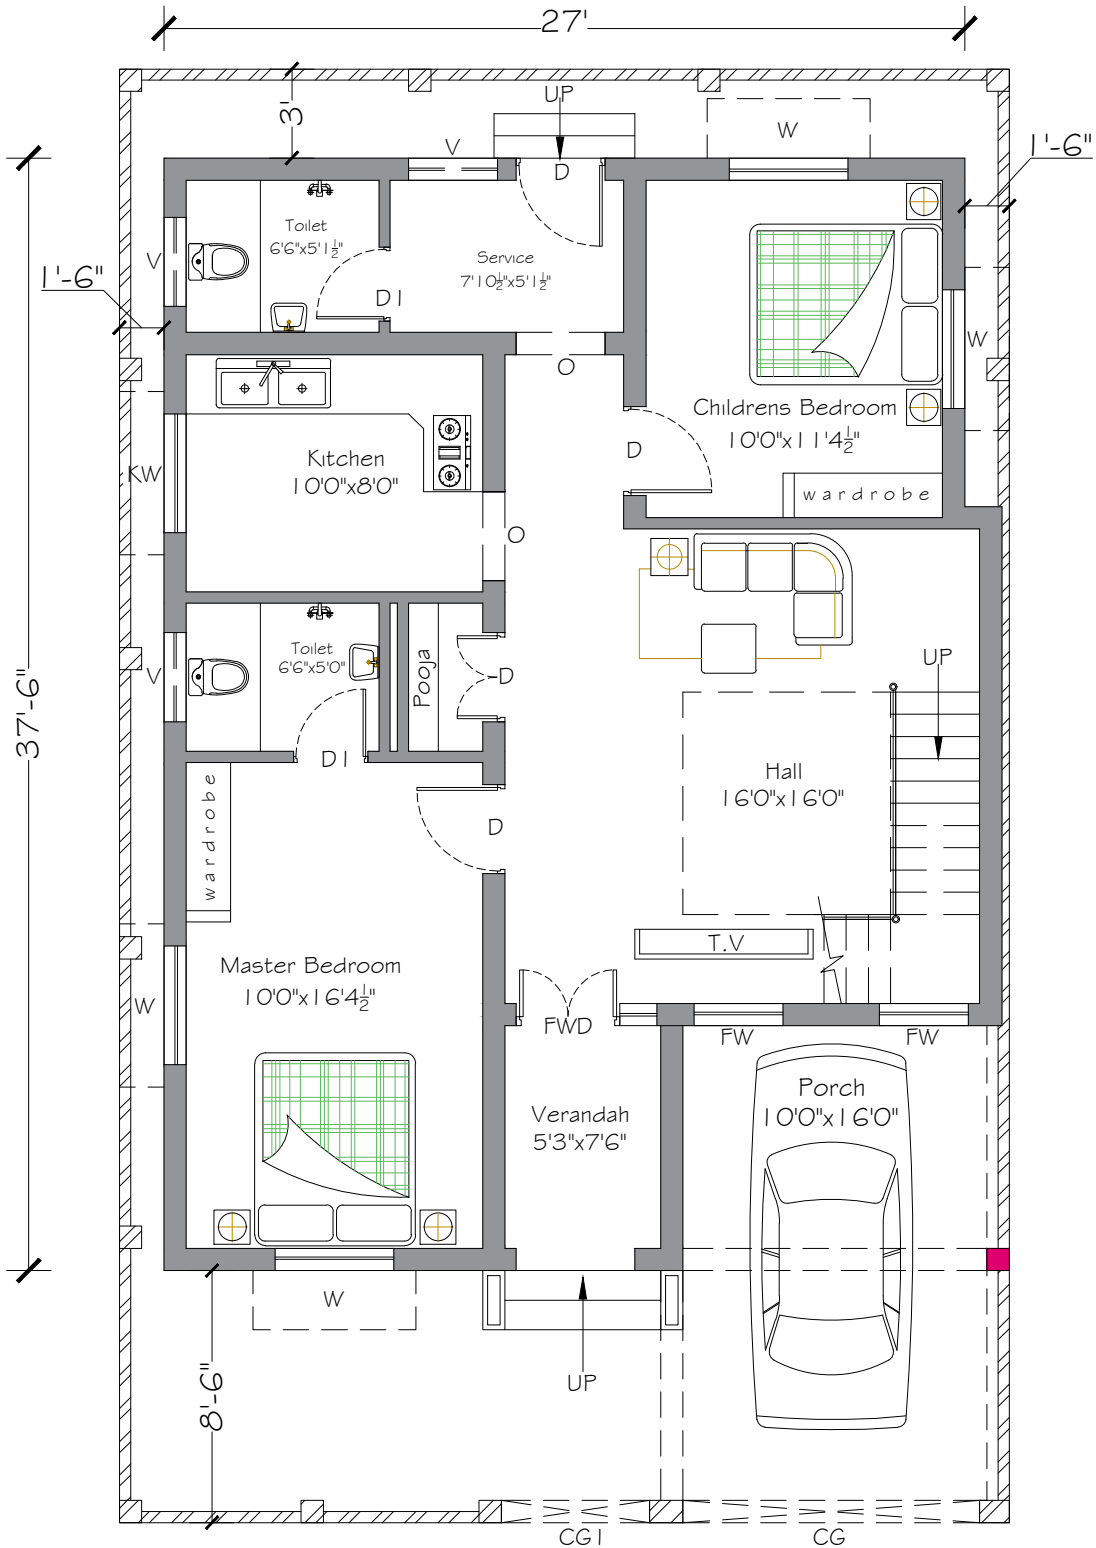 27'
3'
UP
W
1'-6"
V
D
Toilet
6'6"x5'1½"
Service
7'10½"x5'1½"
V
1'-6"
D1
W
O
Childrens Bedroom
10'0"x11'4½"
D
Kitchen
10'0"x8'0"
KW
wardrobe
O
Toilet
6'6"x5'0"
Pooja
V
D
UP
37'-6"
D1
Hall
16'0"x16'0"
wardrobe
D
T.V
Master Bedroom
10'0"x16'4½"
W
FWD
FW
FW
Porch
10'0"x16'0"
Verandah
5'3"x7'6"
W
UP
8'-6"
CG1
CG